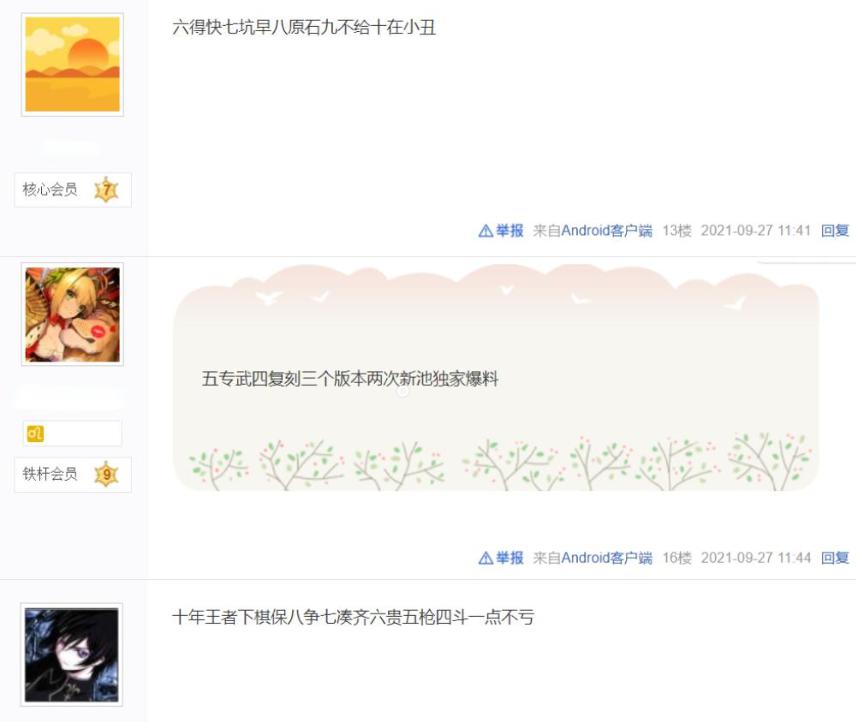 六得快七坑早八原石九不给十在小丑
核心会员 7
举报 来自Android客户端 13楼 2021-09-27 11:41 回复
五专武四复刻三个版本两次新池独家爆料
铁杆会员 9
举报 来自Android客户端 16楼 2021-09-27 11:44 回复
十年王者下棋保八争七凑齐六贵五枪四斗一点不亏